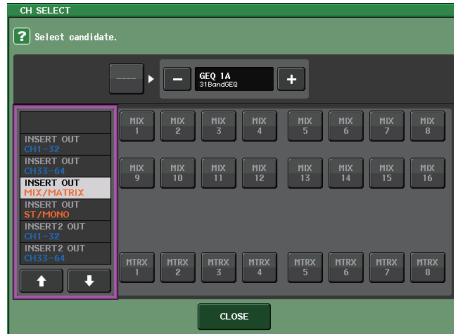 CH SELECT
? Select candidate.
---- GEQ 1A
31BandGEQ
INSERT OUT
CH1-32
INSERT OUT
CH33-64
INSERT OUT
MIX/MATRIX
INSERT OUT
ST/MONO
INSERT2 OUT
CH1-32
INSERT2 OUT
CH33-64
MIX 1 MIX 2 MIX 3 MIX 4 MIX 5 MIX 6 MIX 7 MIX 8
MIX 9 MIX 10 MIX 11 MIX 12 MIX 13 MIX 14 MIX 15 MIX 16
MTRX 1 MTRX 2 MTRX 3 MTRX 4 MTRX 5 MTRX 6 MTRX 7 MTRX 8
CLOSE